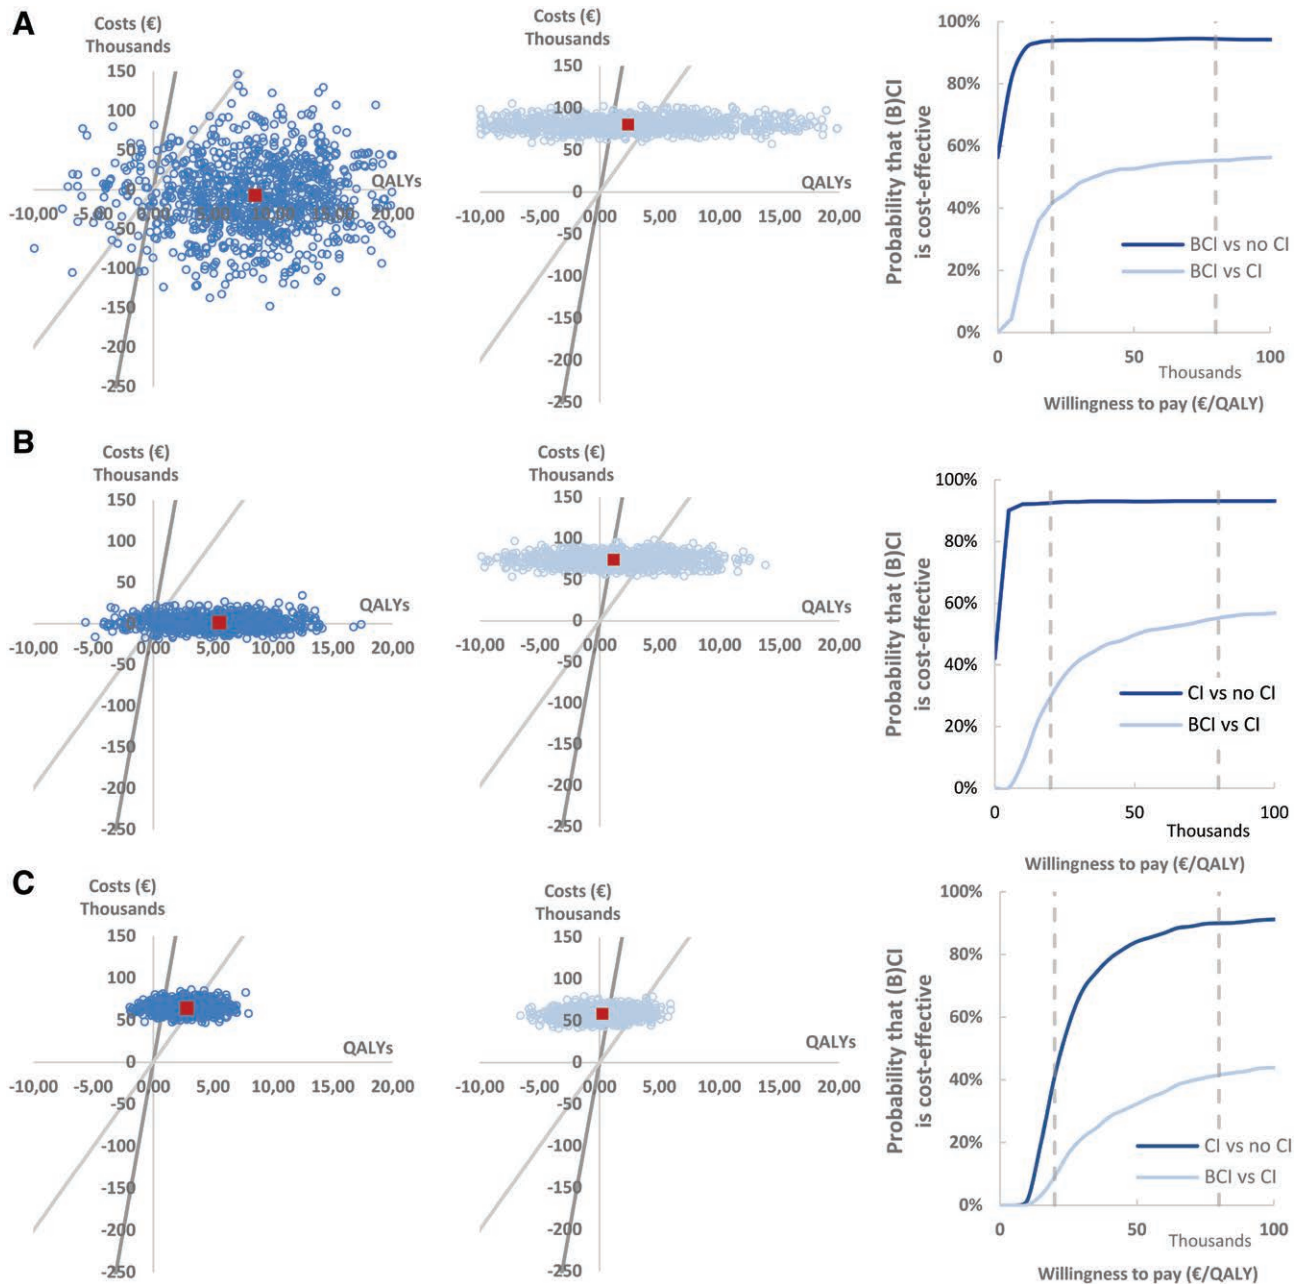 A
Costs (€)
Thousands
150
100
50
0
QALYs
-10,00 -5,00 0,00 5,00 10,00 15,00 20,00
-50
-100
-150
-200
-250
Costs (€)
Thousands
150
100
50
0
QALYs
-10,00 -5,00 0,00 5,00 10,00 15,00 20,00
-50
-100
-150
-200
-250
Probability that (B)CI
is cost-effective
100%
80%
60%
40%
20%
0%
BCI vs no CI
BCI vs CI
0 50 100
Thousands
Willingness to pay (€/QALY)
B
Costs (€)
Thousands
150
100
50
0
QALYs
-10,00 -5,00 0,00 5,00 10,00 15,00 20,00
-50
-100
-150
-200
-250
Costs (€)
Thousands
150
100
50
0
QALYs
-10,00 -5,00 0,00 5,00 10,00 15,00 20,00
-50
-100
-150
-200
-250
Probability that (B)CI
is cost-effective
100%
80%
60%
40%
20%
0%
CI vs no CI
BCI vs CI
0 50 100
Thousands
Willingness to pay (€/QALY)
C
Costs (€)
Thousands
150
100
50
0
QALYs
-10,00 -5,00 0,00 5,00 10,00 15,00 20,00
-50
-100
-150
-200
-250
Costs (€)
Thousands
150
100
50
0
QALYs
-10,00 -5,00 0,00 5,00 10,00 15,00 20,00
-50
-100
-150
-200
-250
Probability that (B)CI
is cost-effective
100%
80%
60%
40%
20%
0%
CI vs no CI
BCI vs CI
0 50 100
Thousands
Willingness to pay (€/QALY)